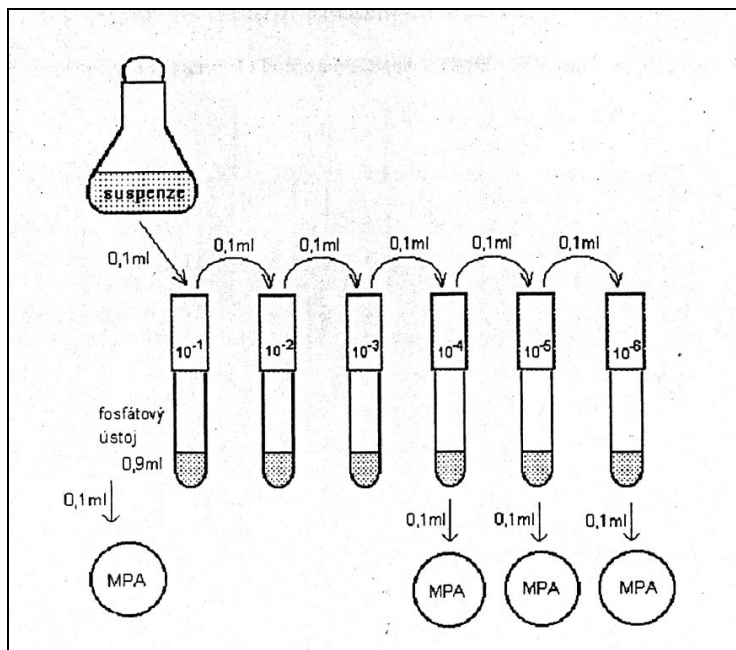 suspenze
0,1ml
0,1ml
0,1ml
0,1ml
0,1ml
0,1ml
10⁻¹
10⁻²
10⁻³
10⁻⁴
10⁻⁵
10⁻⁶
fosfátový
ústoj
0,9ml
0,1ml
0,1ml
0,1ml
0,1ml
MPA
MPA
MPA
MPA